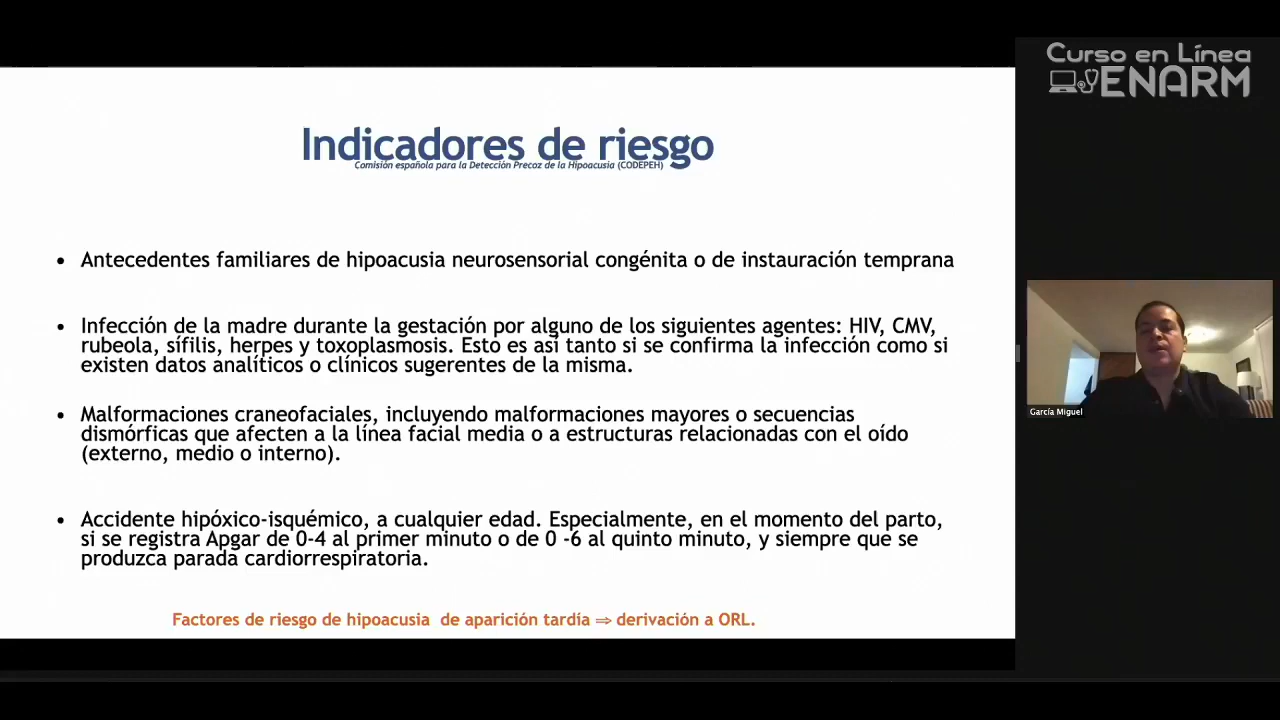 Curso en Línea
ENARM
Indicadores de riesgo
Comisión española para la Detección Precoz de la Hipoacusia (CODEPEH)
• Antecedentes familiares de hipoacusia neurosensorial congénita o de instauración temprana
• Infección de la madre durante la gestación por alguno de los siguientes agentes: HIV, CMV,
rubeola, sífilis, herpes y toxoplasmosis. Esto es así tanto si se confirma la infección como si
existen datos analíticos o clínicos sugerentes de la misma.
• Malformaciones craneofaciales, incluyendo malformaciones mayores o secuencias
dismórficas que afecten a la línea facial media o a estructuras relacionadas con el oído
(externo, medio o interno).
• Accidente hipóxico-isquémico, a cualquier edad. Especialmente, en el momento del parto,
si se registra Apgar de 0-4 al primer minuto o de 0 -6 al quinto minuto, y siempre que se
produzca parada cardiorrespiratoria.
Factores de riesgo de hipoacusia de aparición tardía ⇒ derivación a ORL.
García Miguel